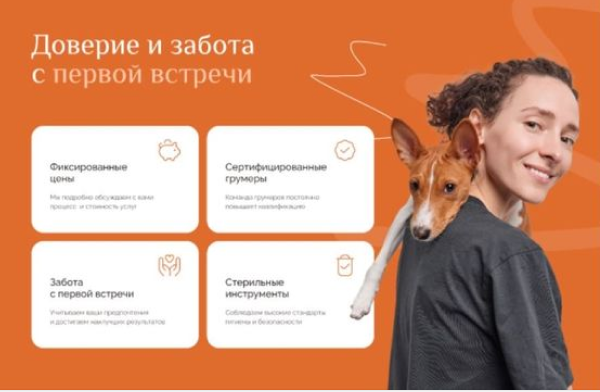 Доверие и забота
с первой встречи
Фиксированные
цены
Мы подробно обсуждаем с вами
процесс и стоимость услуг
Сертифицированные
грумеры
Команда грумеров постоянно
повышает квалификацию
Забота
с первой встречи
Учитываем ваши предпочтения
и достигаем наилучших результатов
Стерильные
инструменты
Соблюдаем высокие стандарты
гигиены и безопасности